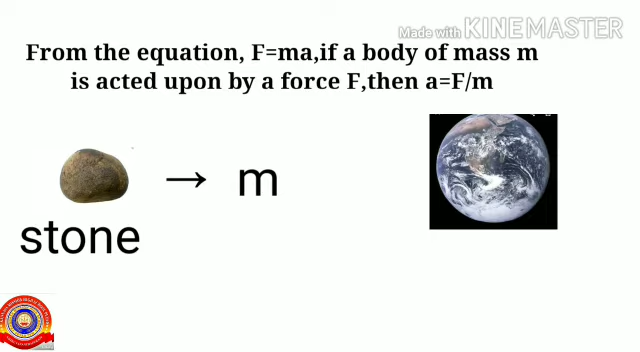 Made with KINEMASTER
From the equation, F=ma,if a body of mass m
is acted upon by a force F,then a=F/m
→ m
stone